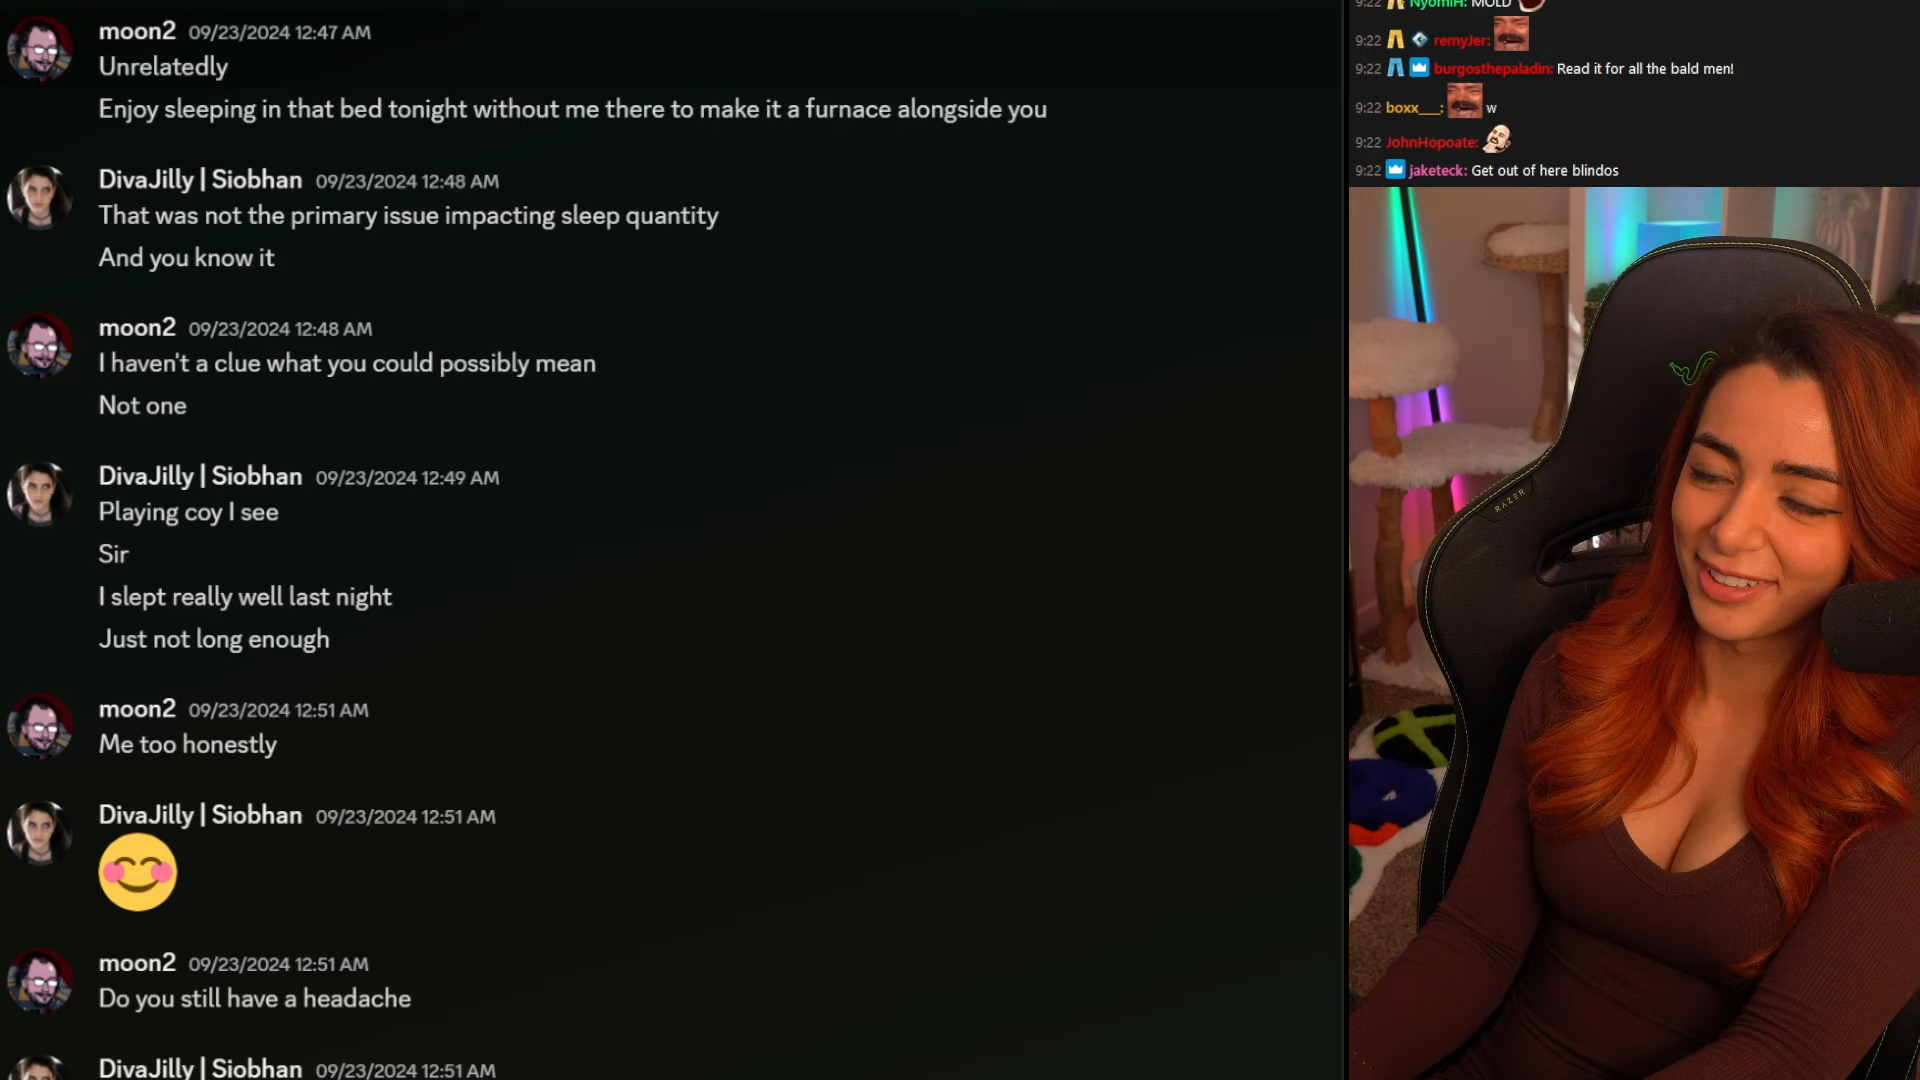 moon2 09/23/2024 12:47 AM
Unrelatedly
Enjoy sleeping in that bed tonight without me there to make it a furnace alongside you
DivaJilly | Siobhan 09/23/2024 12:48 AM
That was not the primary issue impacting sleep quantity
And you know it
moon2 09/23/2024 12:48 AM
I haven't a clue what you could possibly mean
Not one
DivaJilly | Siobhan 09/23/2024 12:49 AM
Playing coy I see
Sir
I slept really well last night
Just not long enough
moon2 09/23/2024 12:51 AM
Me too honestly
DivaJilly | Siobhan 09/23/2024 12:51 AM
moon2 09/23/2024 12:51 AM
Do you still have a headache
DivaJilly | Siobhan 09/23/2024 12:51 AM
9:22 NyomiH: MOLD
9:22 remyJer:
9:22 burgosthepaladin: Read it for all the bald men!
9:22 boxx___: w
9:22 JohnHopoate:
9:22 jaketeck: Get out of here blindos
RAZER